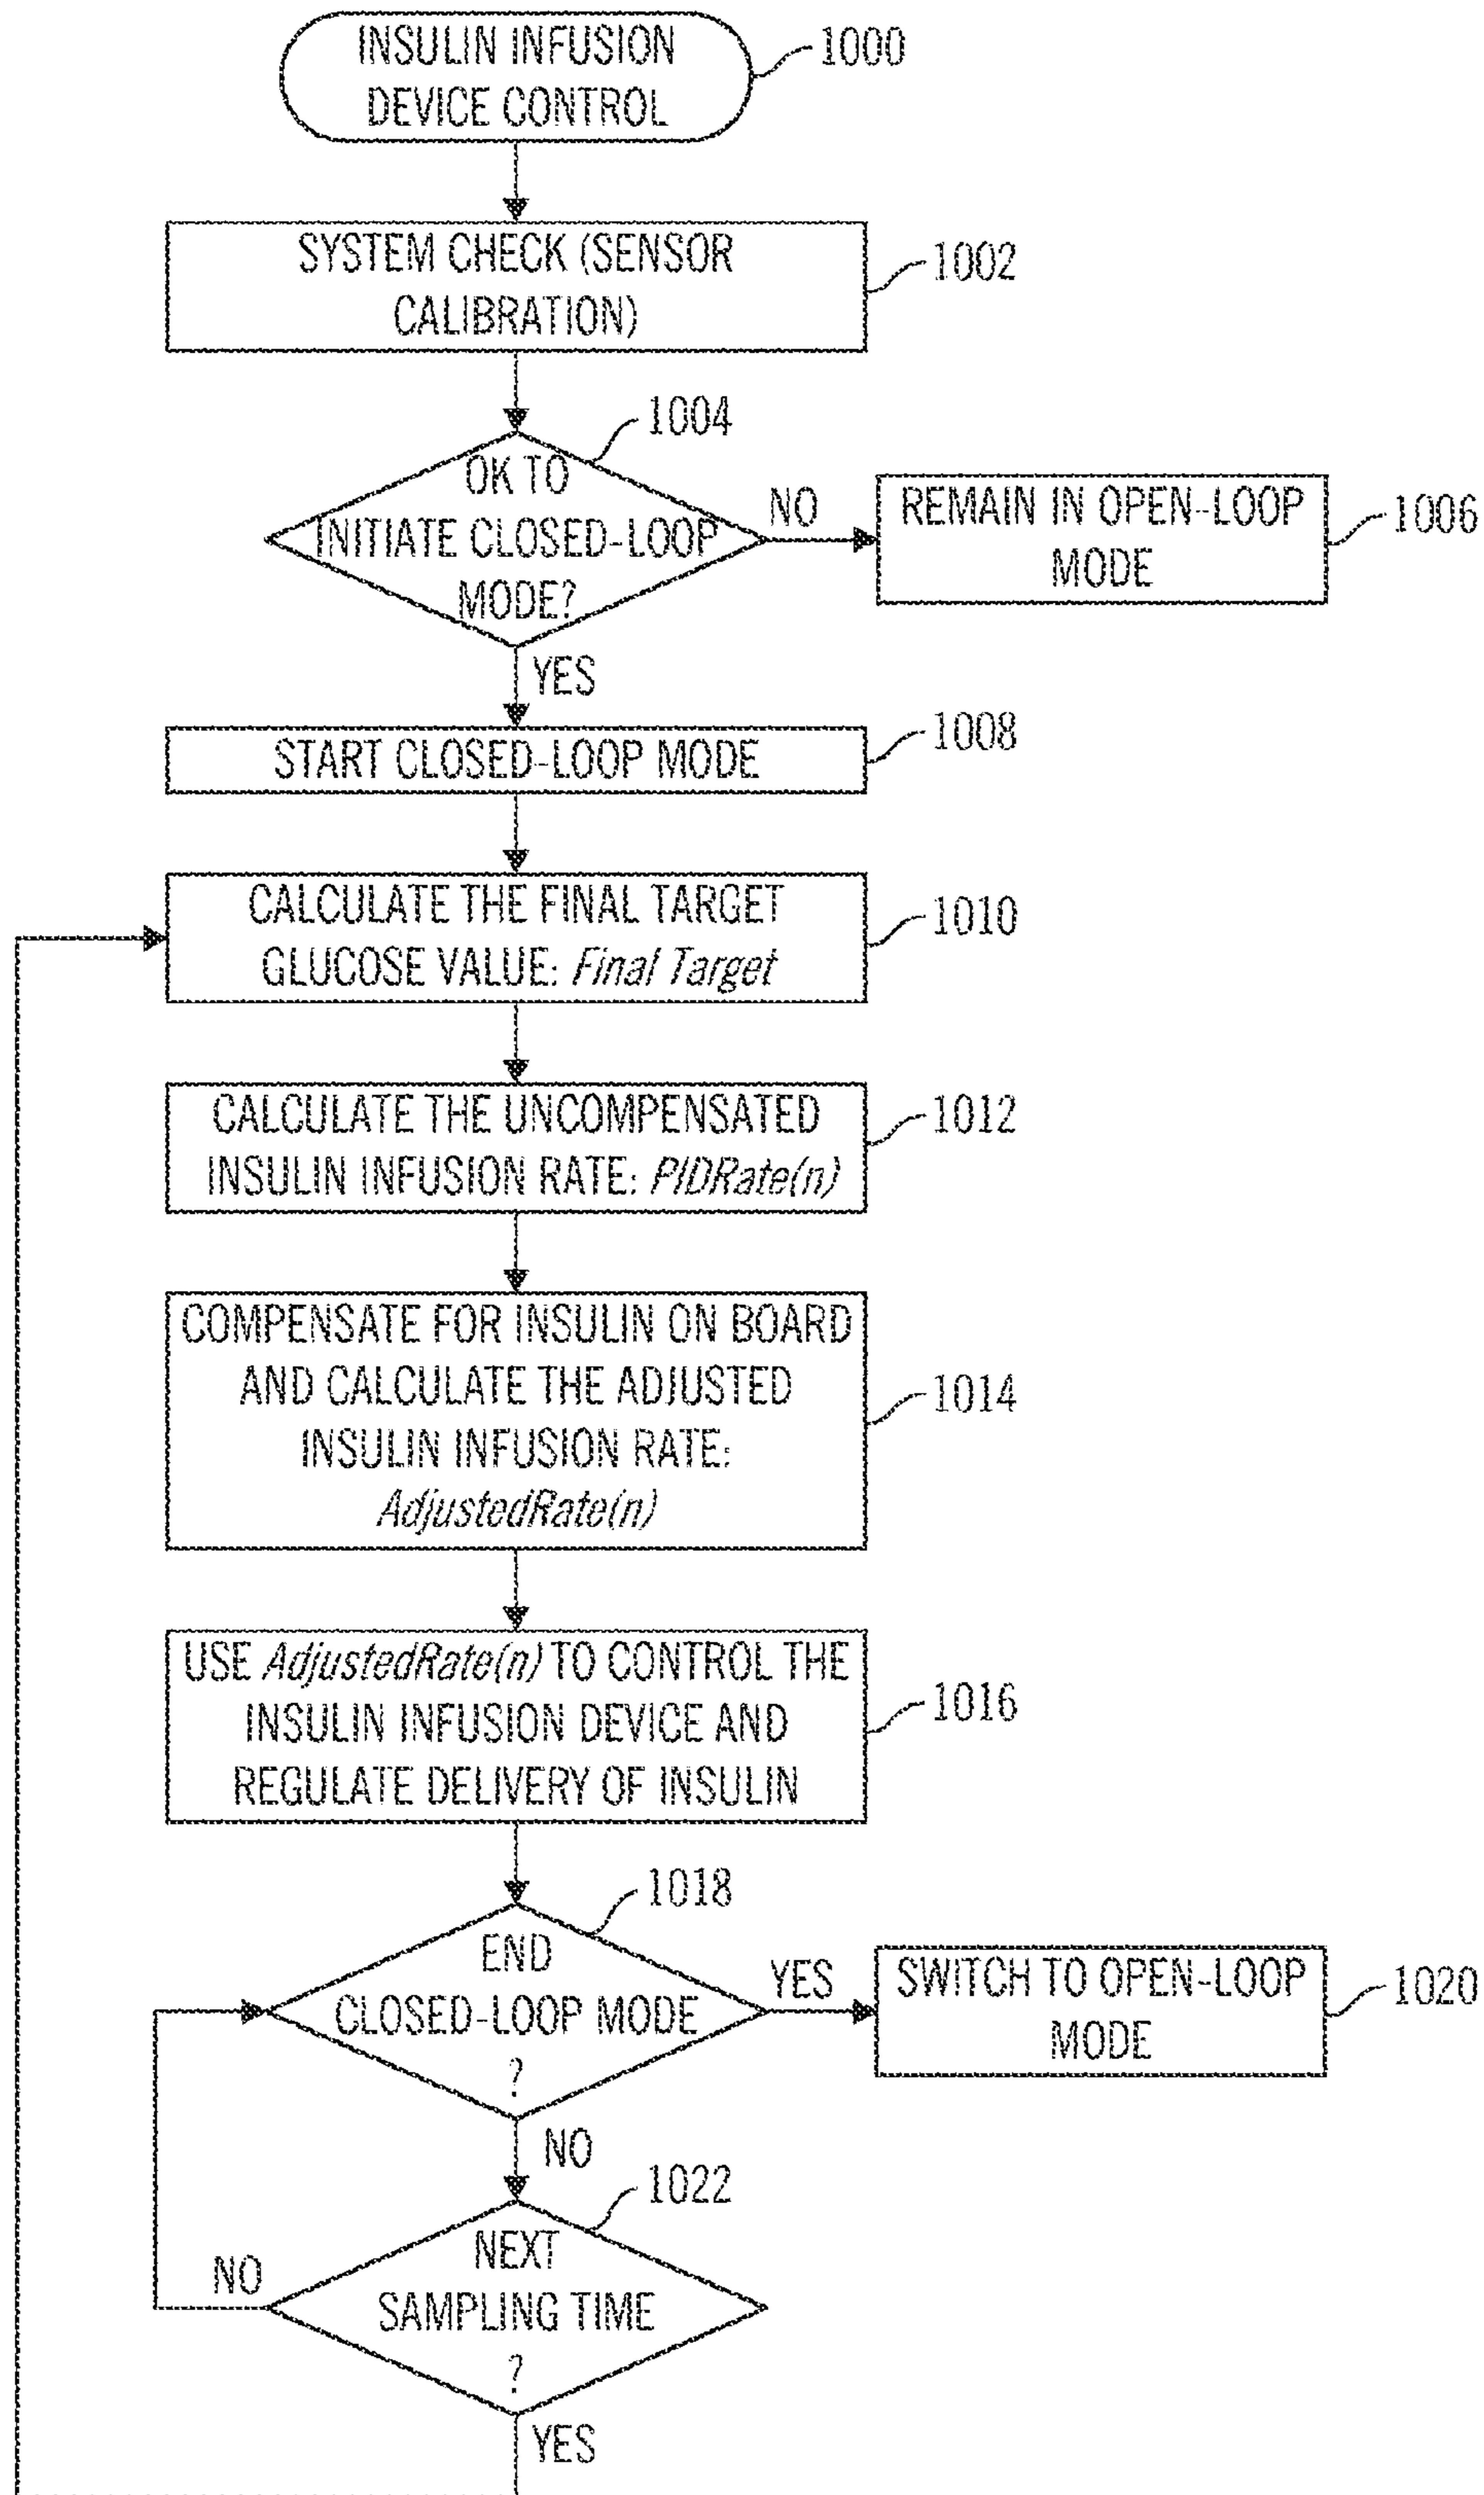 INSULIN INFUSION
DEVICE CONTROL
1000
SYSTEM CHECK (SENSOR
CALIBRATION)
1002
1004
OK TO
INITIATE CLOSED-LOOP
MODE?
NO
REMAIN IN OPEN-LOOP
MODE
1006
YES
START CLOSED-LOOP MODE
1008
CALCULATE THE FINAL TARGET
GLUCOSE VALUE: Final Target
1010
CALCULATE THE UNCOMPENSATED
INSULIN INFUSION RATE: PIDRate(n)
1012
COMPENSATE FOR INSULIN ON BOARD
AND CALCULATE THE ADJUSTED
INSULIN INFUSION RATE:
AdjustedRate(n)
1014
USE AdjustedRate(n) TO CONTROL THE
INSULIN INFUSION DEVICE AND
REGULATE DELIVERY OF INSULIN
1016
1018
END
CLOSED-LOOP MODE
?
YES
SWITCH TO OPEN-LOOP
MODE
1020
NO
1022
NEXT
SAMPLING TIME
?
NO
YES